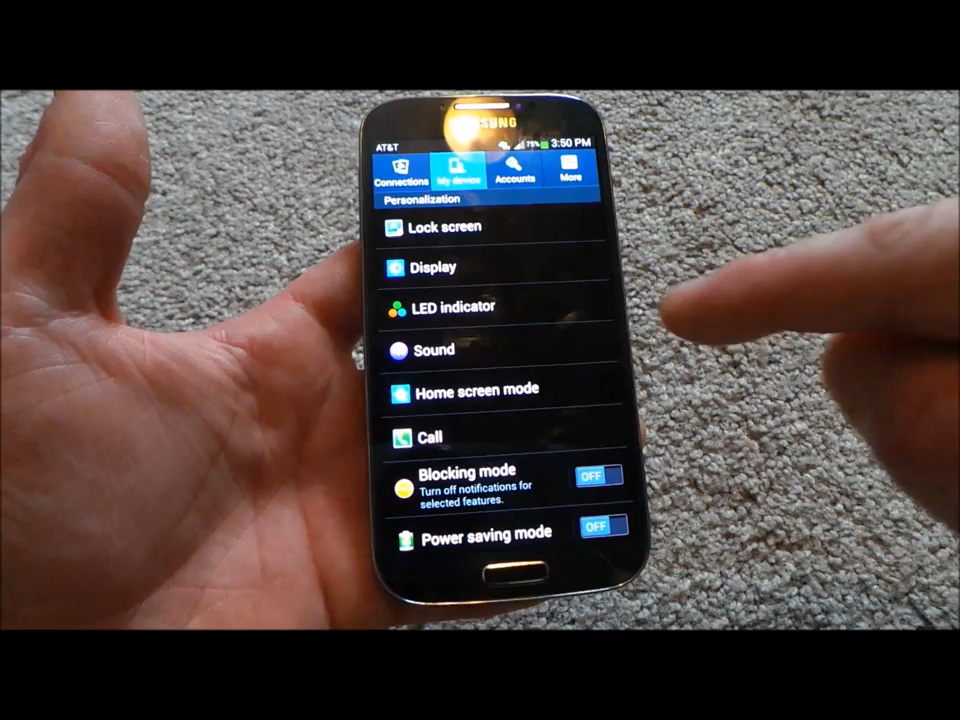 SAMSUNG
AT&T 75% 3:50 PM
Connections My device Accounts More
Personalization
Lock screen
Display
LED indicator
Sound
Home screen mode
Call
Blocking mode
Turn off notifications for
selected features.
OFF
Power saving mode
OFF